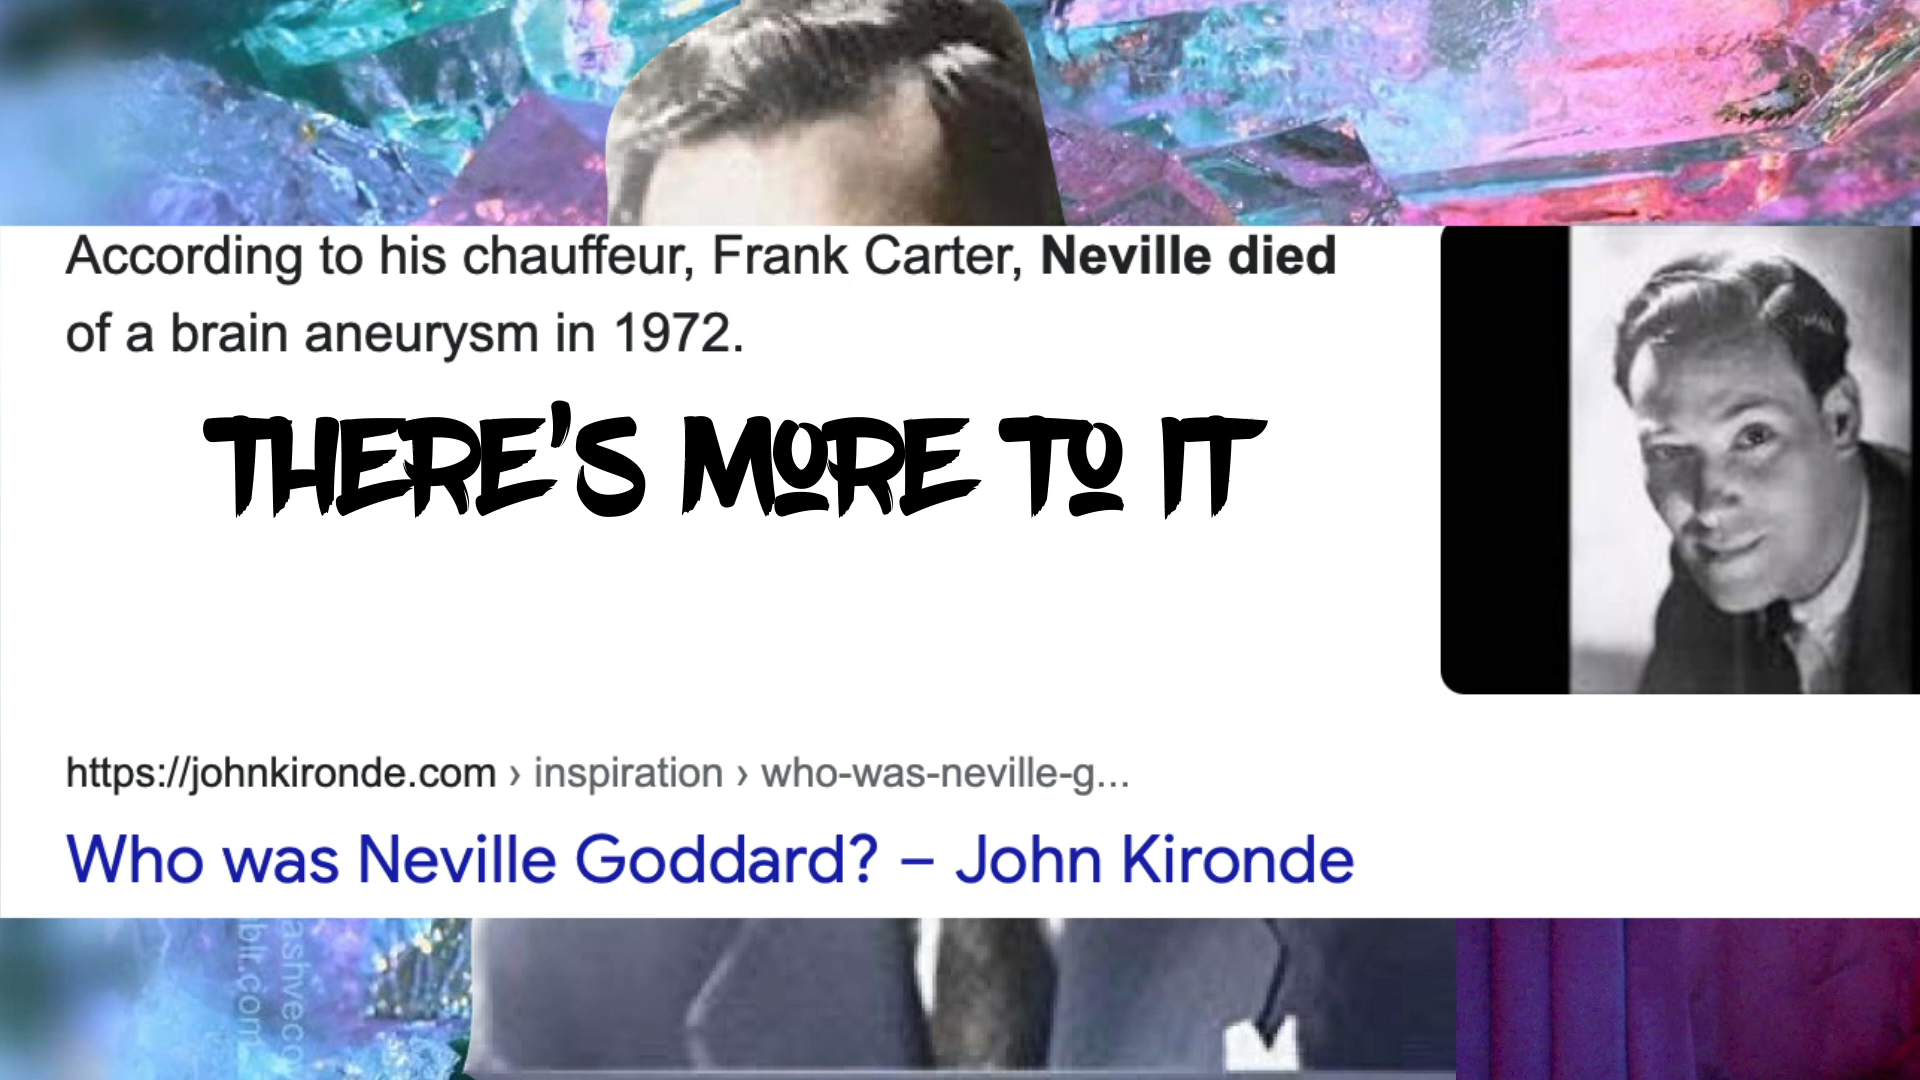 According to his chauffeur, Frank Carter, Neville died
of a brain aneurysm in 1972.
THERE'S MORE TO IT
https://johnkironde.com › inspiration › who-was-neville-g...
Who was Neville Goddard? – John Kironde